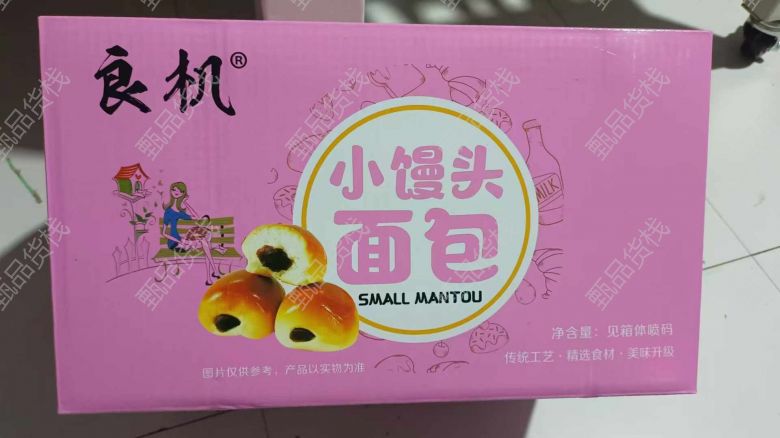 良机®
小馒头
面包
SMALL MANTOU
MILK
净含量：见箱体喷码
传统工艺·精选食材·美味升级
图片仅供参考，产品以实物为准
甄品货栈